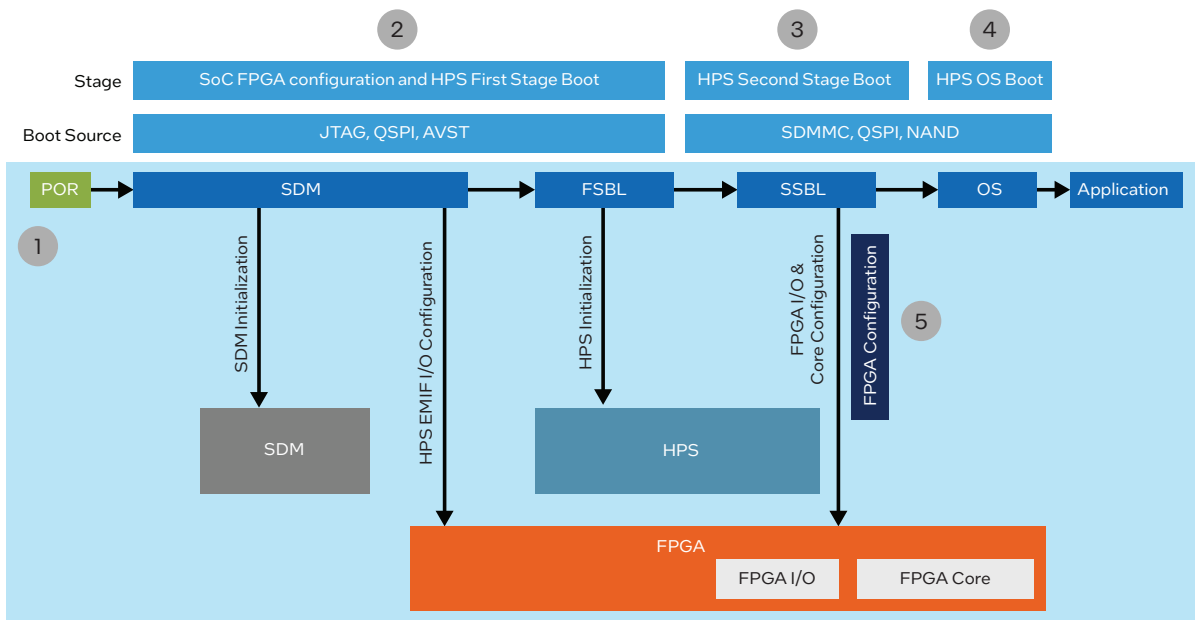 2
3
4
Stage
SoC FPGA configuration and HPS First Stage Boot
HPS Second Stage Boot
HPS OS Boot
Boot Source
JTAG, QSPI, AVST
SDMMC, QSPI, NAND
POR
SDM
FSBL
SSBL
OS
Application
1
SDM Initialization
HPS EMIF I/O Configuration
HPS Initialization
FPGA I/O &
Core Configuration
FPGA Configuration
5
SDM
HPS
FPGA
FPGA I/O
FPGA Core